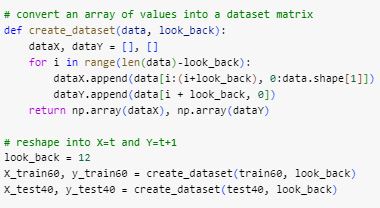 # convert an array of values into a dataset matrix
def create_dataset(data, look_back):
    dataX, dataY = [], []
    for i in range(len(data)-look_back):
        dataX.append(data[i:(i+look_back), 0:data.shape[1]])
        dataY.append(data[i + look_back, 0])
    return np.array(dataX), np.array(dataY)

# reshape into X=t and Y=t+1
look_back = 12
X_train60, y_train60 = create_dataset(train60, look_back)
X_test40, y_test40 = create_dataset(test40, look_back)